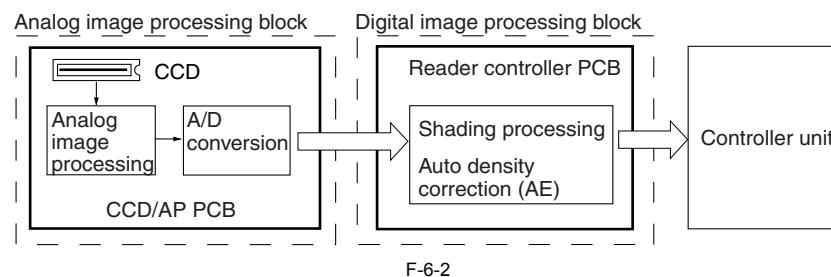 Analog image processing block
Digital image processing block
CCD
Analog
image
processing
A/D
conversion
CCD/AP PCB
Reader controller PCB
Shading processing
Auto density
correction (AE)
Controller unit
F-6-2